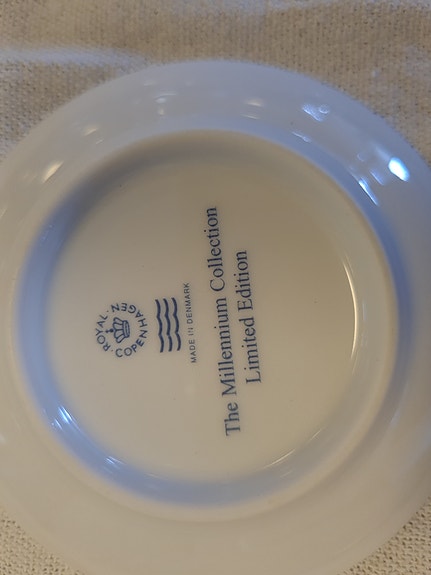 ROYAL · COPENHAGEN ·
MADE IN DENMARK
The Millennium Collection
Limited Edition